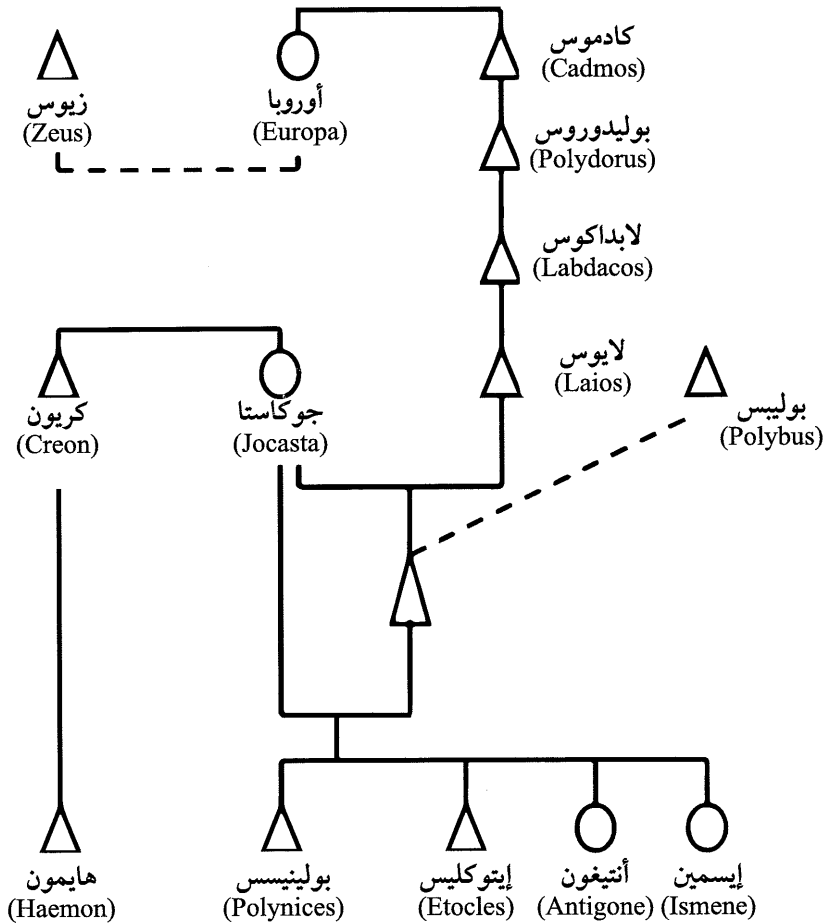 كادموس
(Cadmos)
أوروبا
(Europa)
زيوس
(Zeus)
بوليدوروس
(Polydorus)
لابداكوس
(Labdacos)
لايوس
(Laios)
بوليبس
(Polybus)
جوكاستا
(Jocasta)
كريون
(Creon)
إيسمين
(Ismene)
أنتيغون
(Antigone)
إيتوكليس
(Etocles)
بولينيسس
(Polynices)
هايمون
(Haemon)